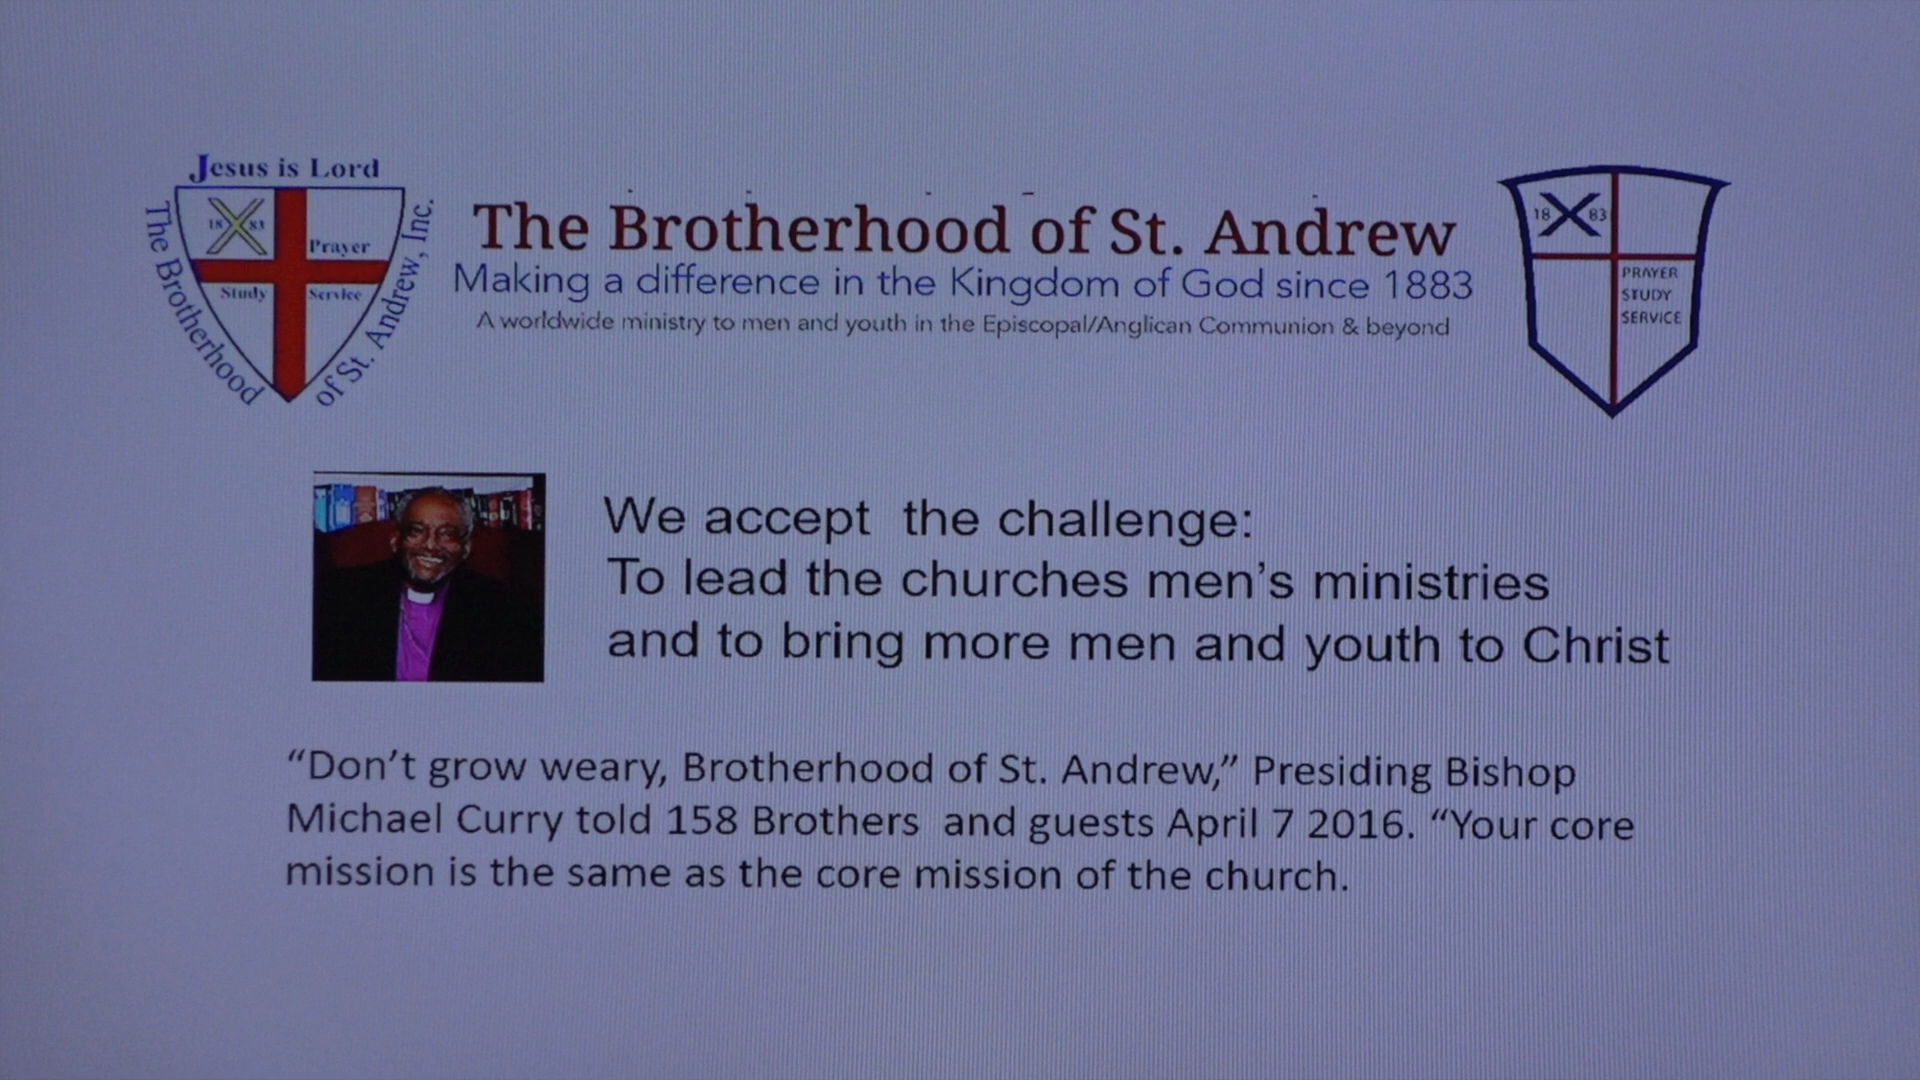 Jesus is Lord
The Brotherhood
of St. Andrew, Inc.
18 83
Prayer
Study Service
The Brotherhood of St. Andrew
Making a difference in the Kingdom of God since 1883
A worldwide ministry to men and youth in the Episcopal/Anglican Communion & beyond
18 83
PRAYER
STUDY
SERVICE
We accept the challenge:
To lead the churches men’s ministries
and to bring more men and youth to Christ
“Don’t grow weary, Brotherhood of St. Andrew,” Presiding Bishop
Michael Curry told 158 Brothers and guests April 7 2016. “Your core
mission is the same as the core mission of the church.